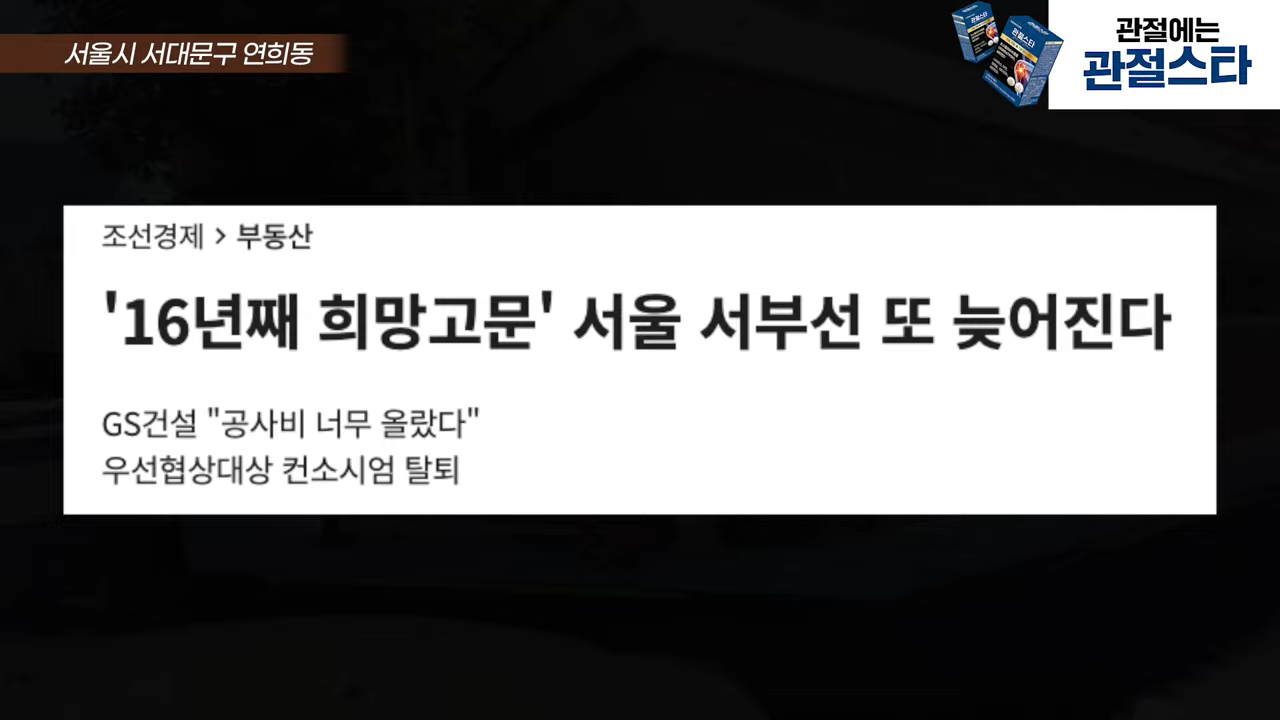 서울시 서대문구 연희동
관절에는
관절스타
조선경제 > 부동산
'16년째 희망고문' 서울 서부선 또 늦어진다
GS건설 "공사비 너무 올랐다"
우선협상대상 컨소시엄 탈퇴